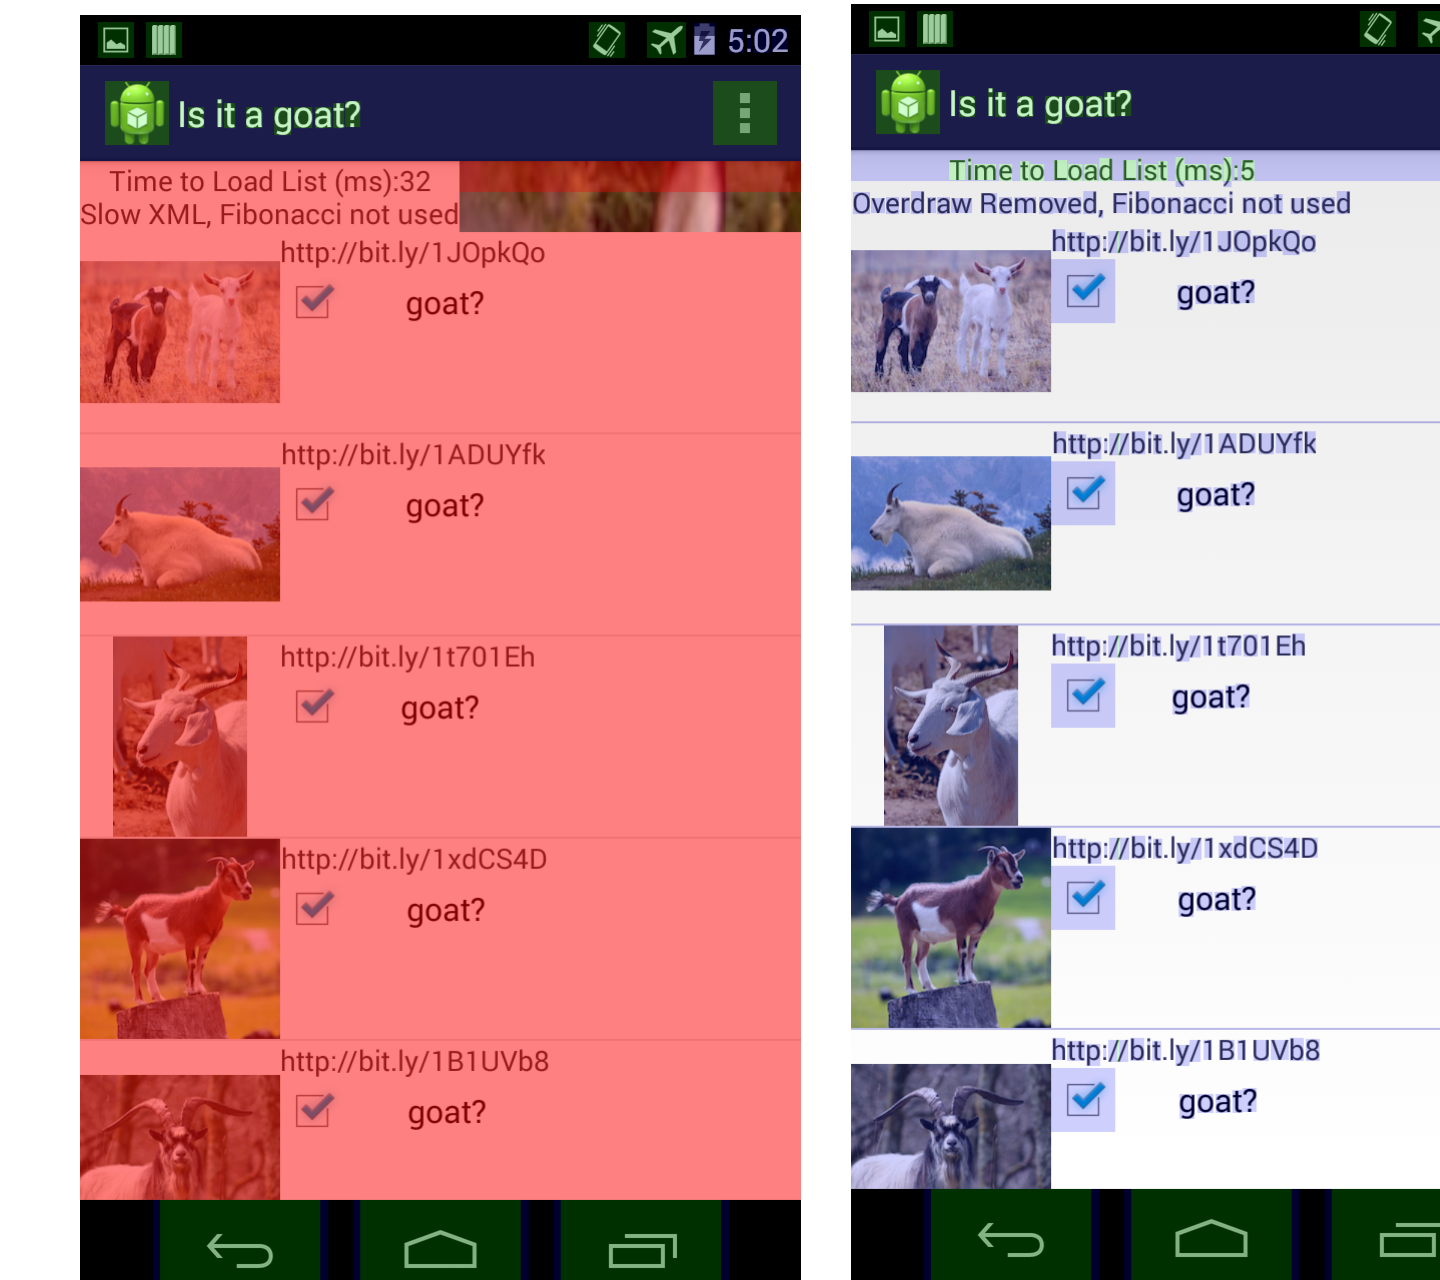 5:02
Is it a goat?
Time to Load List (ms):32
Slow XML, Fibonacci not used
http://bit.ly/1JOpkQo
goat?
http://bit.ly/1ADUYfk
goat?
http://bit.ly/1t701Eh
goat?
http://bit.ly/1xdCS4D
goat?
http://bit.ly/1B1UVb8
goat?
Is it a goat?
Time to Load List (ms):5
Overdraw Removed, Fibonacci not used
http://bit.ly/1JOpkQo
goat?
http://bit.ly/1ADUYfk
goat?
http://bit.ly/1t701Eh
goat?
http://bit.ly/1xdCS4D
goat?
http://bit.ly/1B1UVb8
goat?